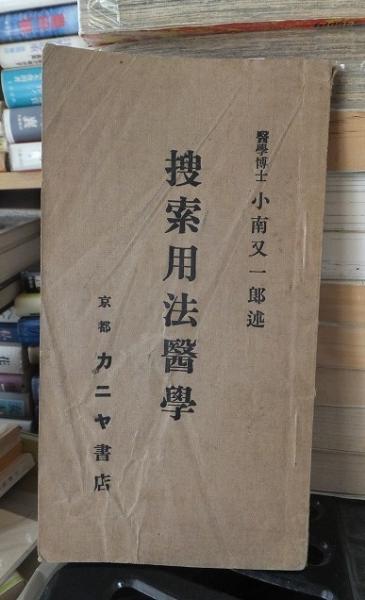 醫學博士 小南又一郎述
搜索用法醫學
京都 カニヤ書店